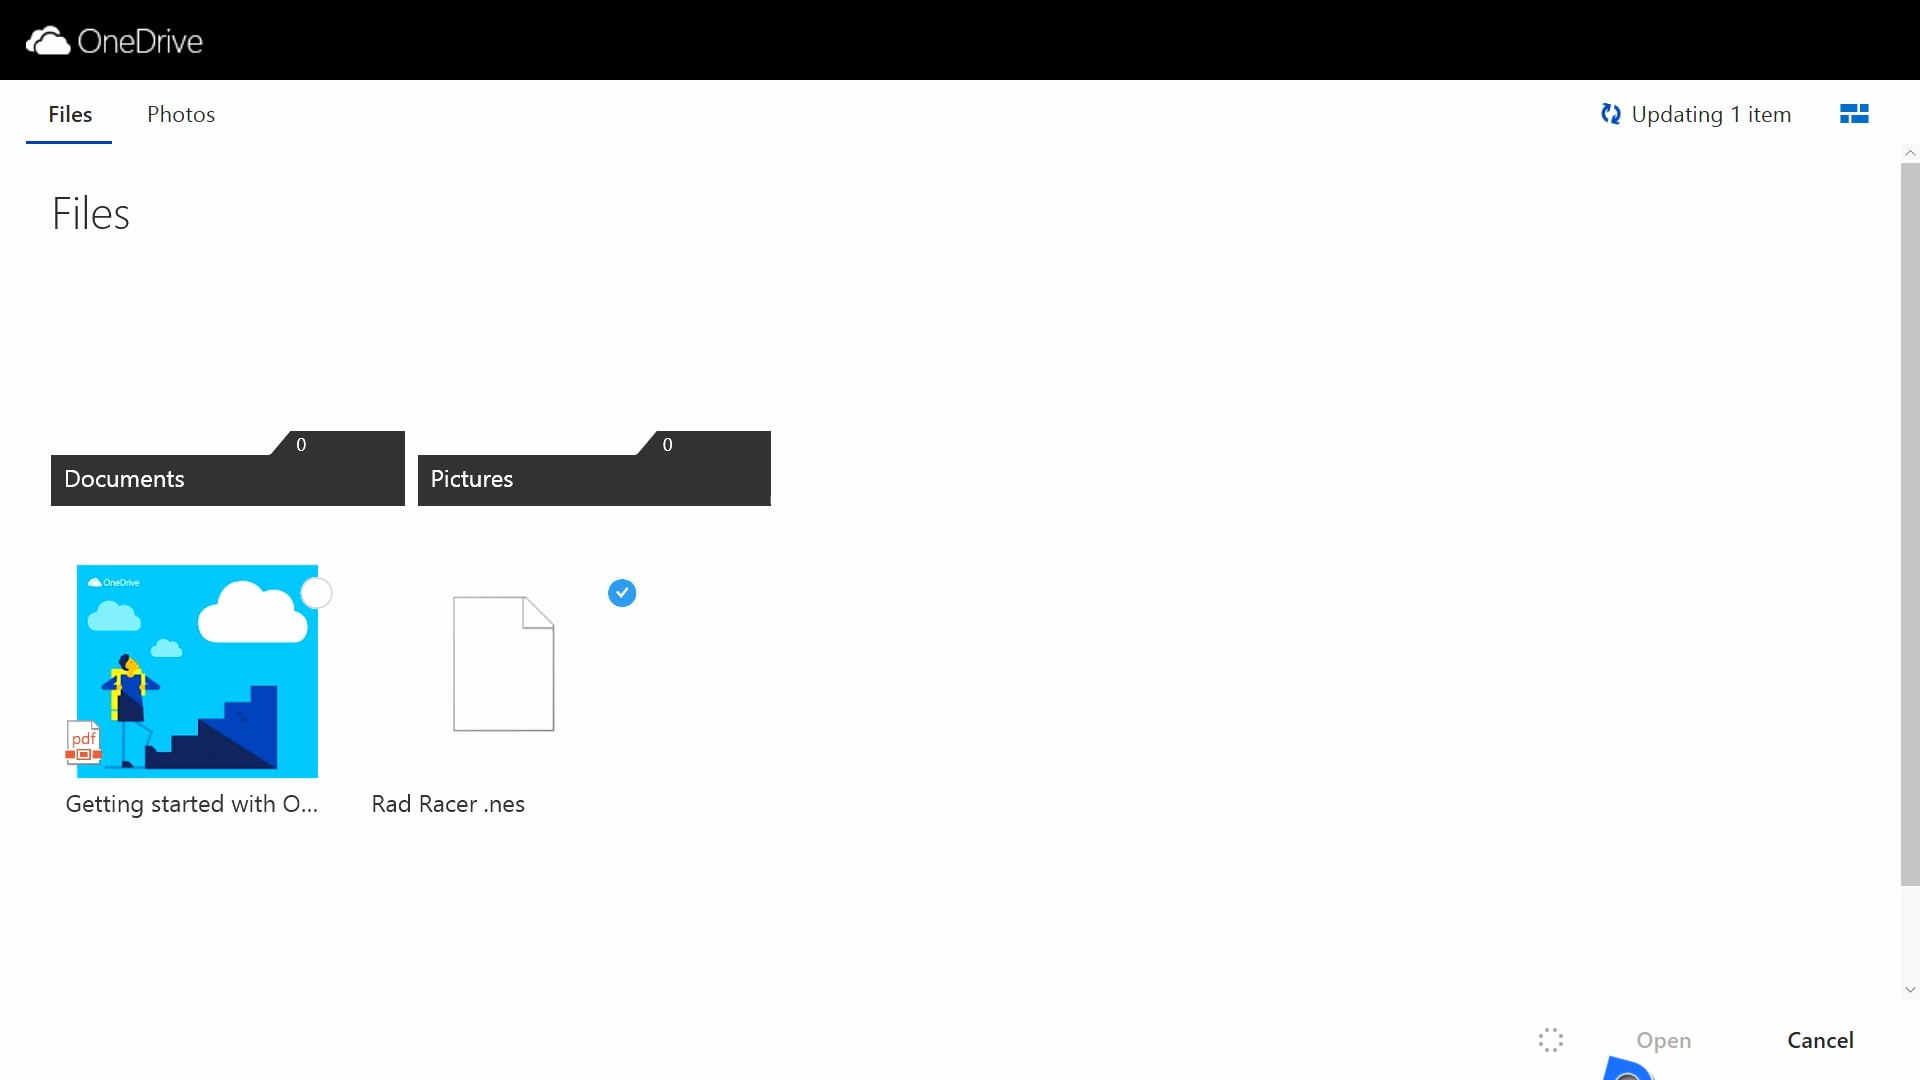 OneDrive
Files
Photos
Updating 1 item
Files
0
Documents
0
Pictures
OneDrive
pdf
Getting started with O...
Rad Racer .nes
Open
Cancel